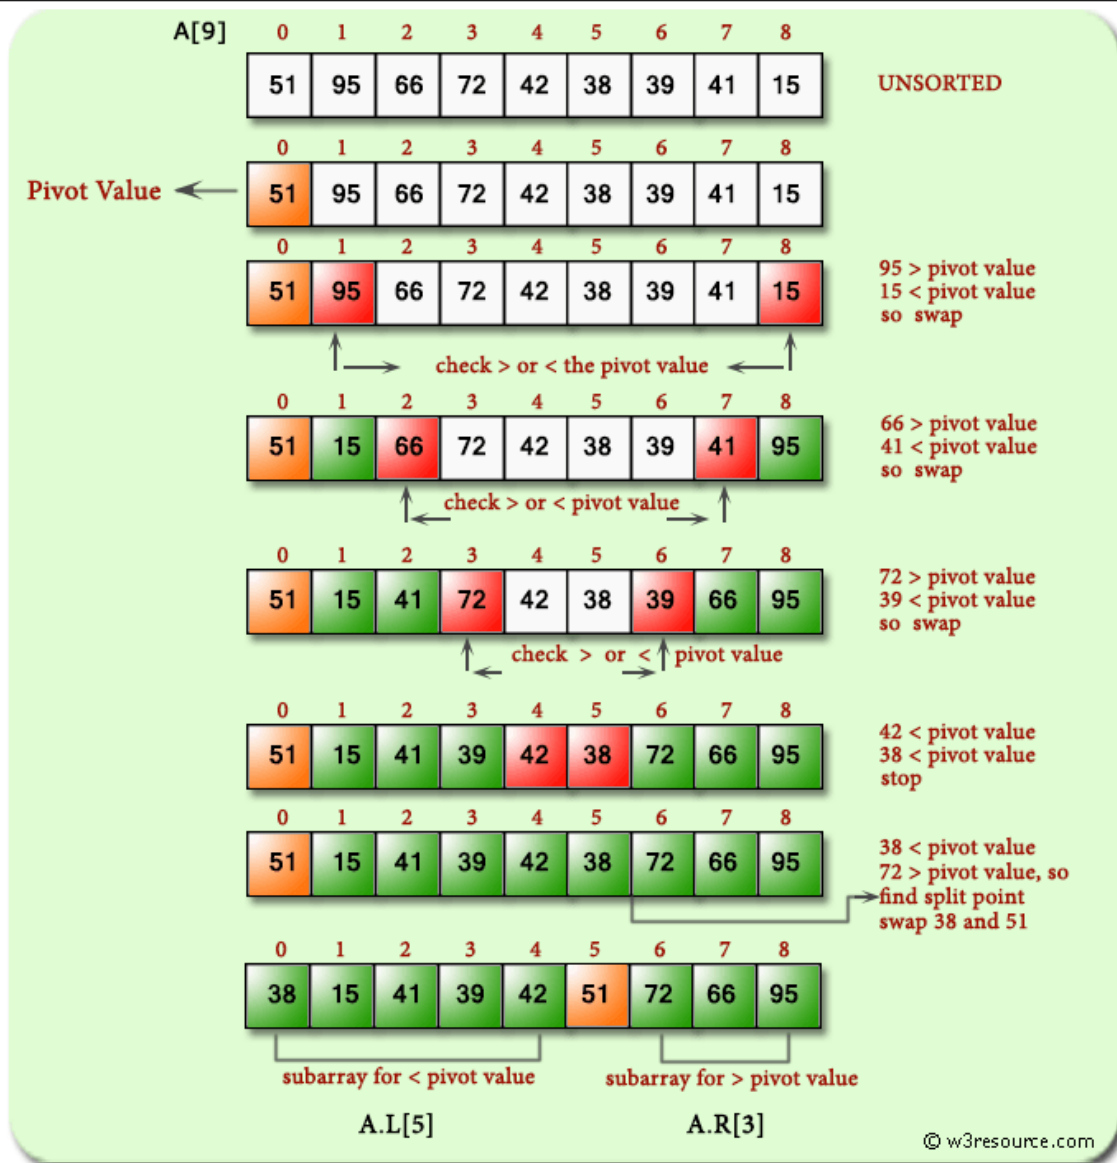 A[9] 0 1 2 3 4 5 6 7 8
51 95 66 72 42 38 39 41 15 UNSORTED
0 1 2 3 4 5 6 7 8
Pivot Value 51 95 66 72 42 38 39 41 15
0 1 2 3 4 5 6 7 8
51 95 66 72 42 38 39 41 15
95 > pivot value
15 < pivot value
so swap
check > or < the pivot value
0 1 2 3 4 5 6 7 8
51 15 66 72 42 38 39 41 95
66 > pivot value
41 < pivot value
so swap
check > or < pivot value
0 1 2 3 4 5 6 7 8
51 15 41 72 42 38 39 66 95
72 > pivot value
39 < pivot value
so swap
check > or < pivot value
0 1 2 3 4 5 6 7 8
51 15 41 39 42 38 72 66 95
42 < pivot value
38 < pivot value
stop
0 1 2 3 4 5 6 7 8
51 15 41 39 42 38 72 66 95
38 < pivot value
72 > pivot value, so
find split point
swap 38 and 51
0 1 2 3 4 5 6 7 8
38 15 41 39 42 51 72 66 95
subarray for < pivot value subarray for > pivot value
A.L[5] A.R[3]
© w3resource.com